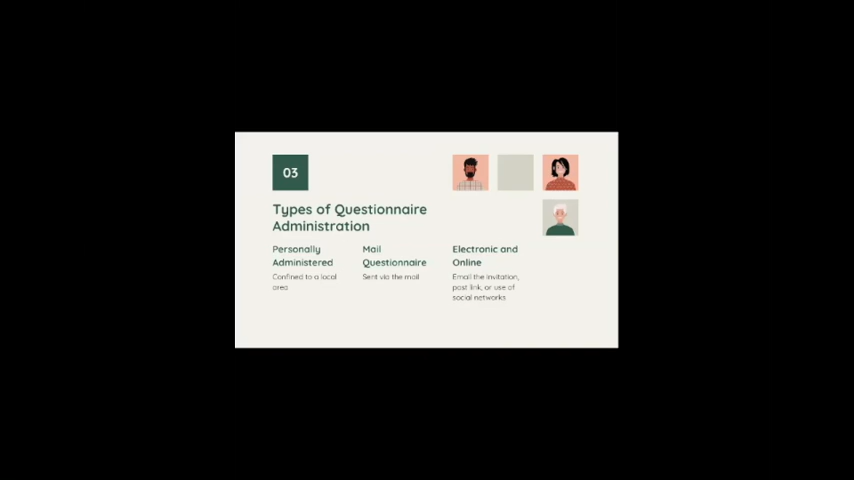 03
Types of Questionnaire
Administration
Personally
Administered
Confined to a local
area
Mail
Questionnaire
Sent via the mail
Electronic and
Online
Email the invitation,
post link, or use of
social networks